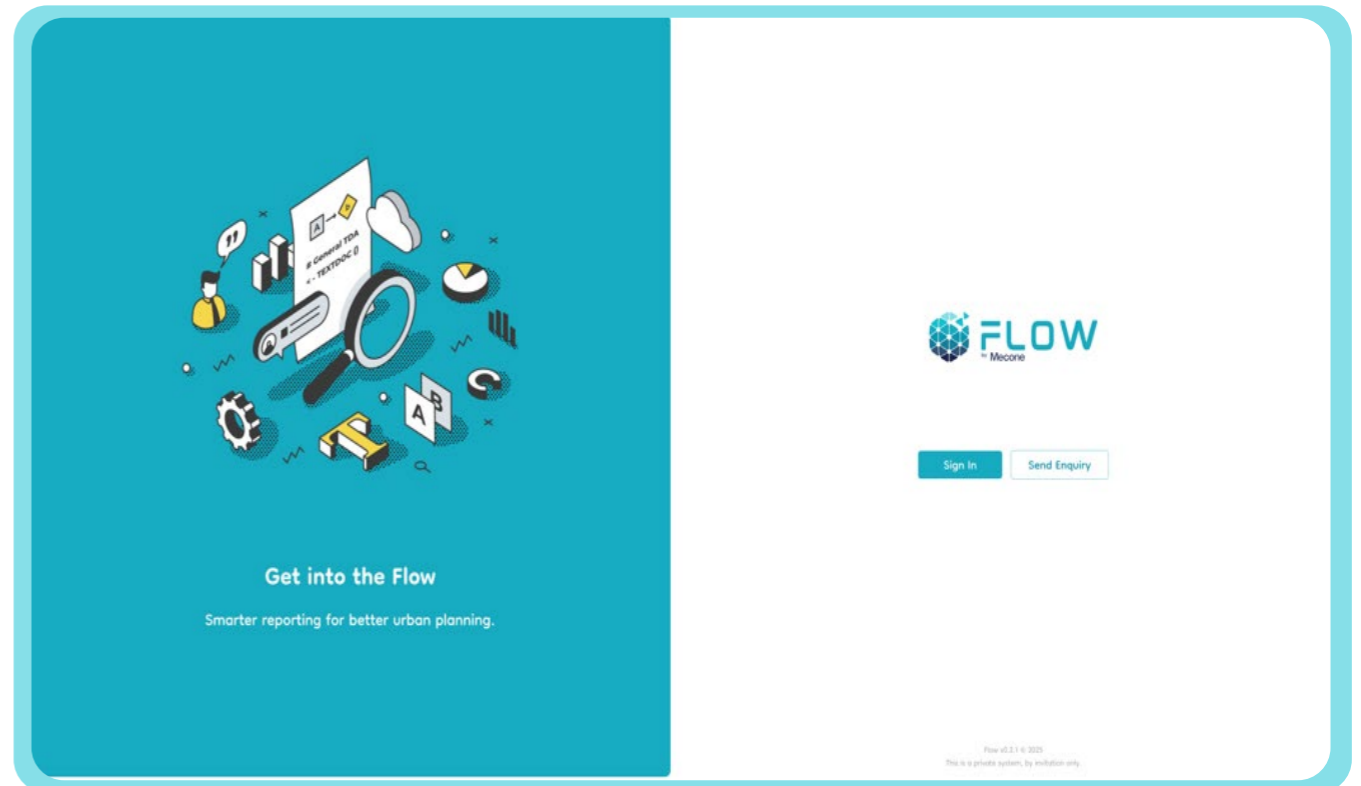 A
# General TDA
<- TEXTDOC ()
A
B
T
Get into the Flow
Smarter reporting for better urban planning.
FLOW
by Mecone
Sign In
Send Enquiry
This is a private system, by invitation only.